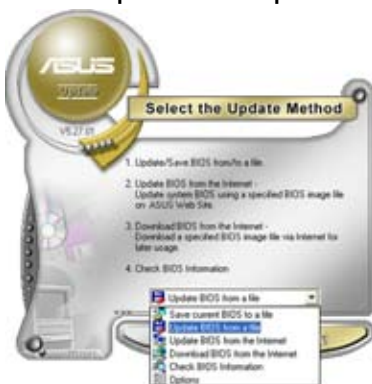 ASUS
Update
V5.27.01
Select the Update Method
1. Update/Save BIOS from/to a file.
2. Update BIOS from the Internet -
Update system BIOS using a specified BIOS image file
on ASUS Web Site.
3. Download BIOS from the Internet -
Download a specified BIOS image file via Internet for
later usage.
4. Check BIOS Information
Update BIOS from a file
Save current BIOS to a file
Update BIOS from a file
Update BIOS from the Internet
Download BIOS from the Internet
Check BIOS Information
Options